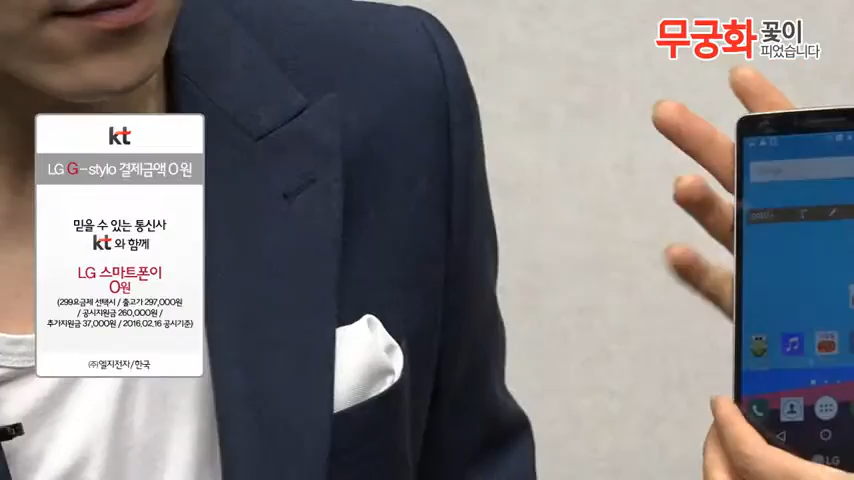 무궁화 꽃이
피었습니다
kt
LG G-stylo 결제금액 0원
믿을 수 있는 통신사
kt와 함께
LG 스마트폰이
0원
(299요금제 선택시 / 출고가 297,000원
/ 공시지원금 260,000원 /
추가지원금 37,000원 / 2016.02.16 공시기준)
㈜엘지전자/한국
LG